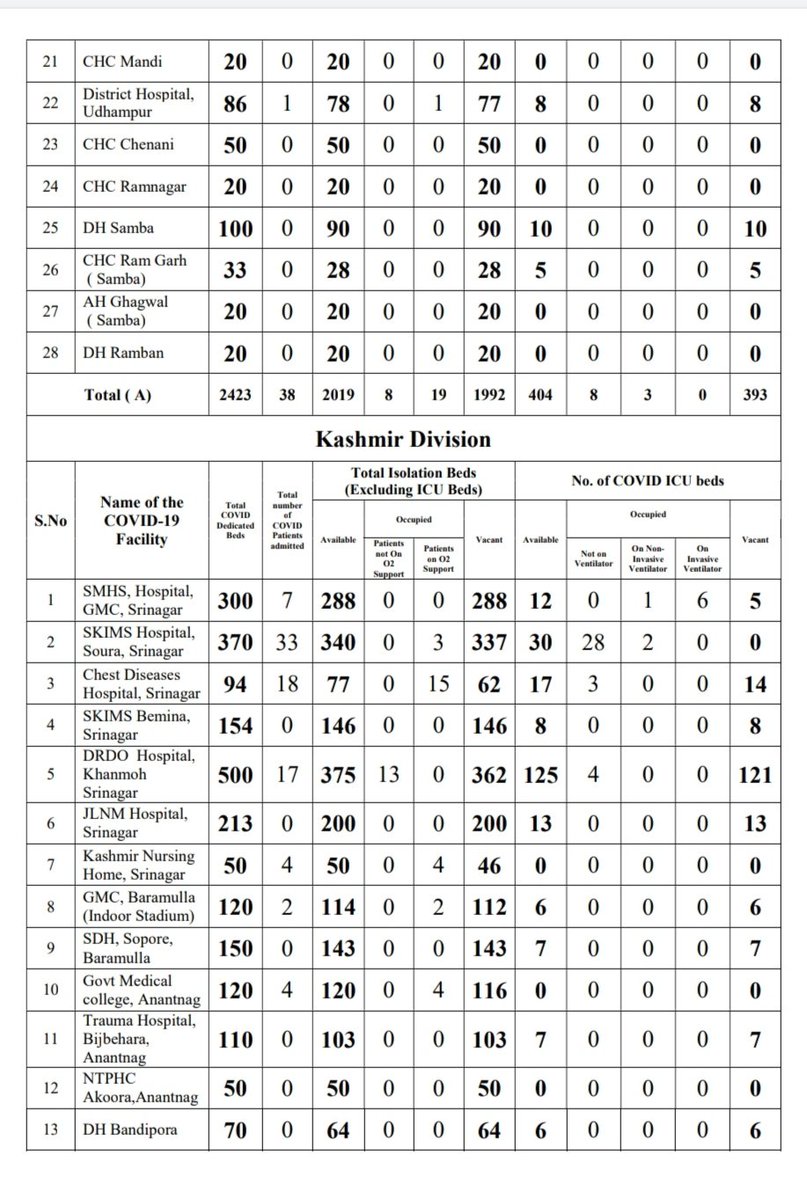 21 CHC Mandi 20 0 20 0 0 20 0 0 0 0 0
22 District Hospital, Udhampur 86 1 78 0 1 77 8 0 0 0 8
23 CHC Chenani 50 0 50 0 0 50 0 0 0 0 0
24 CHC Ramnagar 20 0 20 0 0 20 0 0 0 0 0
25 DH Samba 100 0 90 0 0 90 10 0 0 0 10
26 CHC Ram Garh ( Samba) 33 0 28 0 0 28 5 0 0 0 5
27 AH Ghagwal ( Samba) 20 0 20 0 0 20 0 0 0 0 0
28 DH Ramban 20 0 20 0 0 20 0 0 0 0 0
Total ( A) 2423 38 2019 8 19 1992 404 8 3 0 393
Kashmir Division
S.No
Name of the COVID-19 Facility
Total COVID Dedicated Beds
Total number of COVID Patients admitted
Total Isolation Beds (Excluding ICU Beds)
No. of COVID ICU beds
Available
Occupied
Patients not On O2 Support
Patients on O2 Support
Vacant
Available
Occupied
Not on Ventilator
On Non-Invasive Ventilator
On Invasive Ventilator
Vacant
1 SMHS, Hospital, GMC, Srinagar 300 7 288 0 0 288 12 0 1 6 5
2 SKIMS Hospital, Soura, Srinagar 370 33 340 0 3 337 30 28 2 0 0
3 Chest Diseases Hospital, Srinagar 94 18 77 0 15 62 17 3 0 0 14
4 SKIMS Bemina, Srinagar 154 0 146 0 0 146 8 0 0 0 8
5 DRDO Hospital, Khanmoh Srinagar 500 17 375 13 0 362 125 4 0 0 121
6 JLNM Hospital, Srinagar 213 0 200 0 0 200 13 0 0 0 13
7 Kashmir Nursing Home, Srinagar 50 4 50 0 4 46 0 0 0 0 0
8 GMC, Baramulla (Indoor Stadium) 120 2 114 0 2 112 6 0 0 0 6
9 SDH, Sopore, Baramulla 150 0 143 0 0 143 7 0 0 0 7
10 Govt Medical college, Anantnag 120 4 120 0 4 116 0 0 0 0 0
11 Trauma Hospital, Bijbehara, Anantnag 110 0 103 0 0 103 7 0 0 0 7
12 NTPHC Akoora,Anantnag 50 0 50 0 0 50 0 0 0 0 0
13 DH Bandipora 70 0 64 0 0 64 6 0 0 0 6